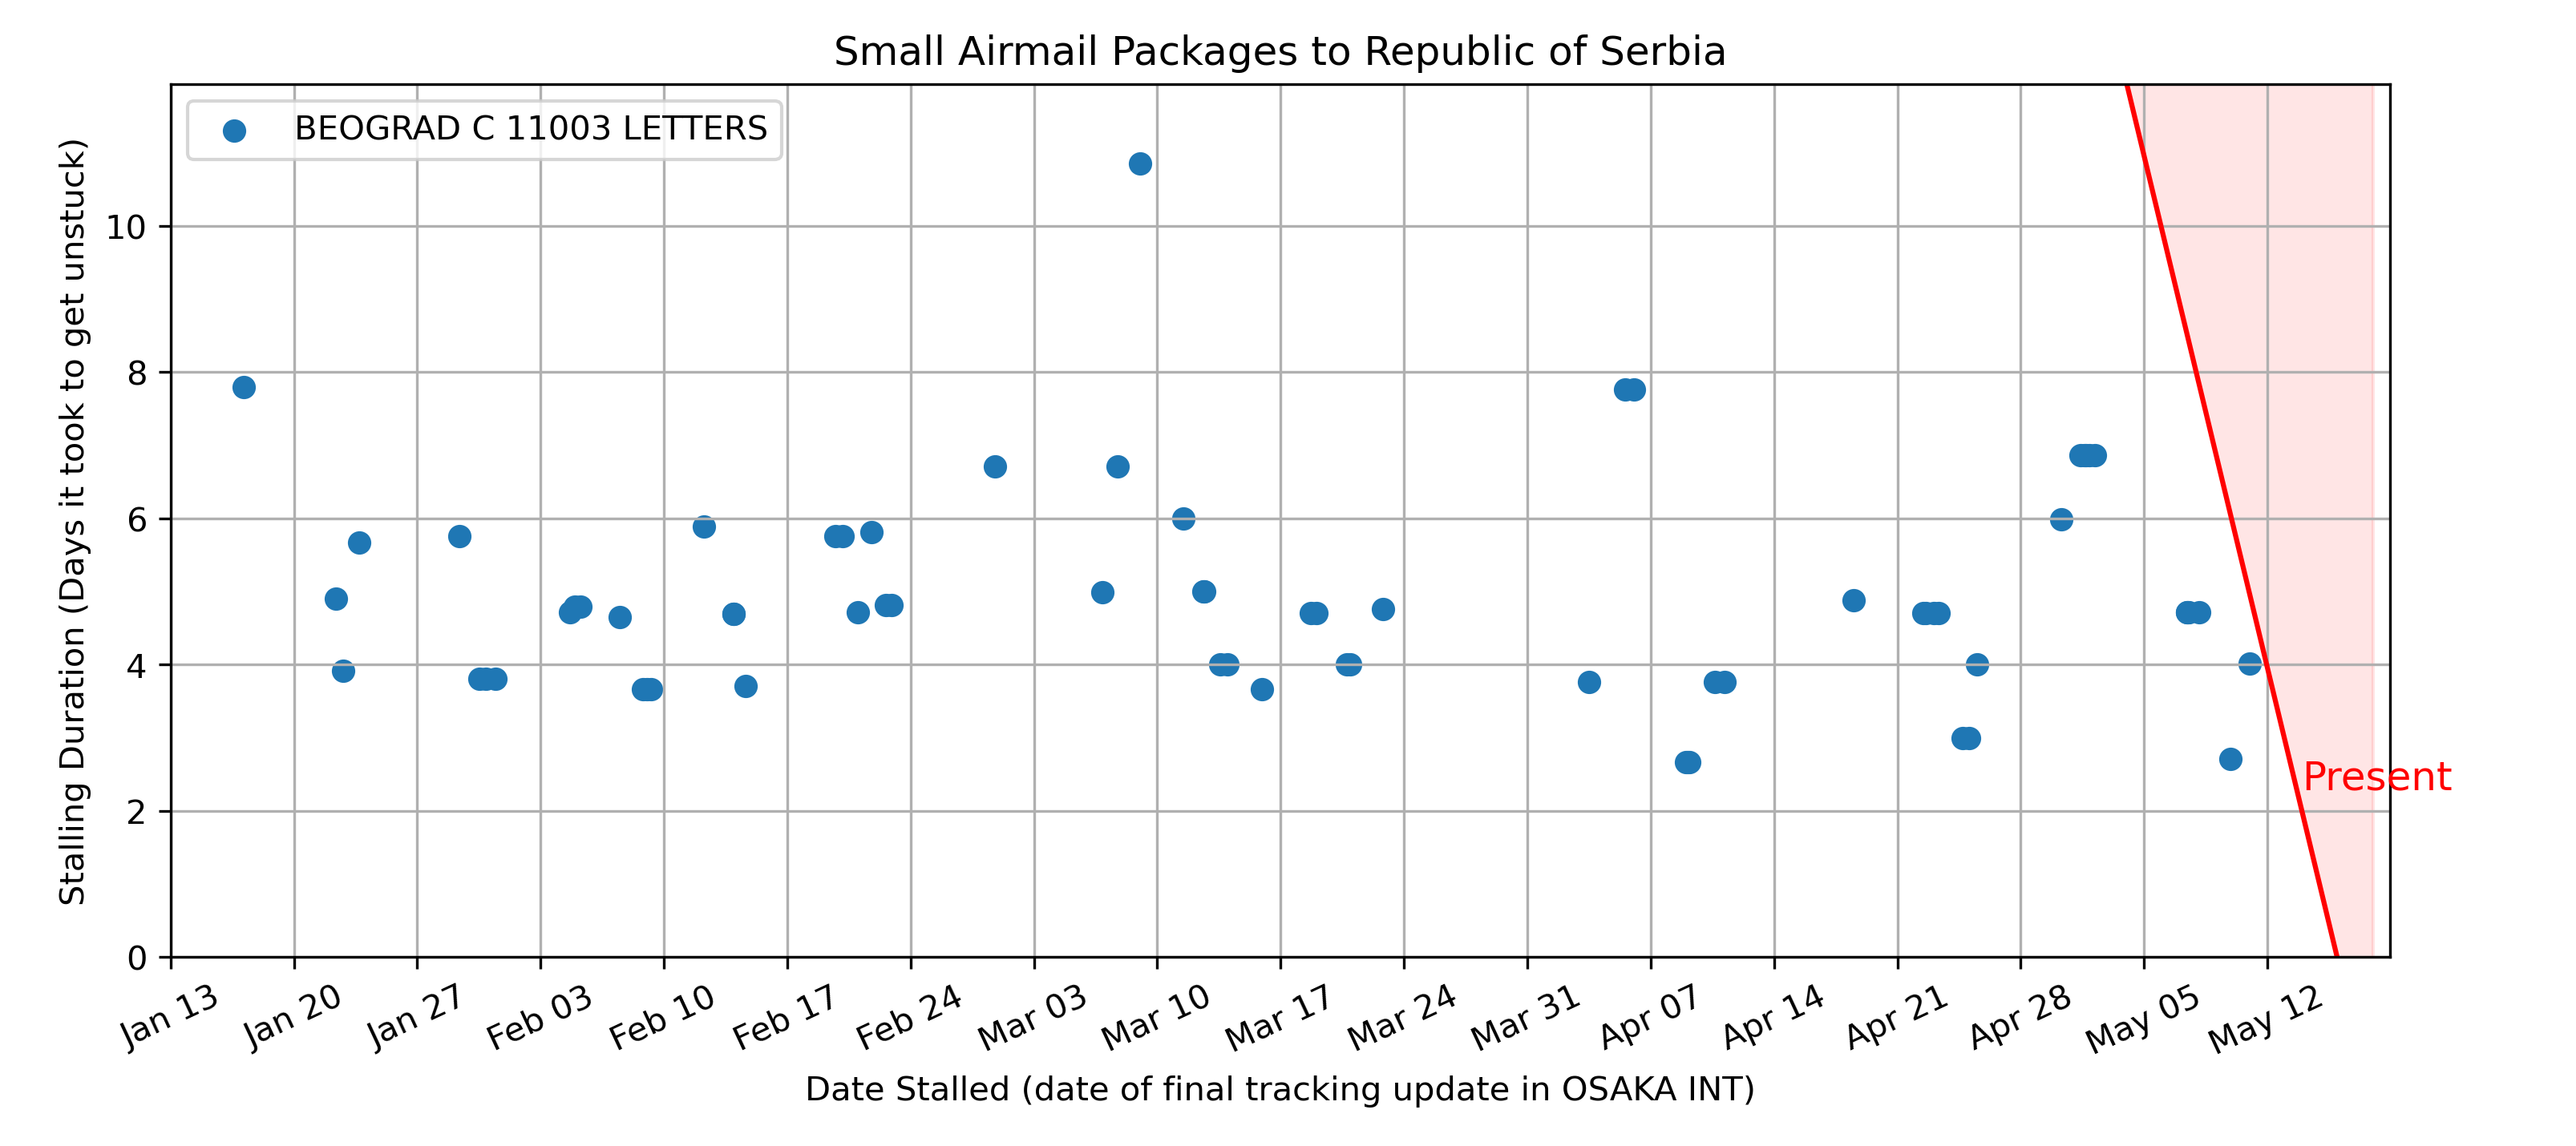 Small Airmail Packages to Republic of Serbia
BEOGRAD C 11003 LETTERS
Stalling Duration (Days it took to get unstuck)
10
8
6
4
2
0
Present
Jan 13 Jan 20 Jan 27 Feb 03 Feb 10 Feb 17 Feb 24 Mar 03 Mar 10 Mar 17 Mar 24 Mar 31 Apr 07 Apr 14 Apr 21 Apr 28 May 05 May 12
Date Stalled (date of final tracking update in OSAKA INT)